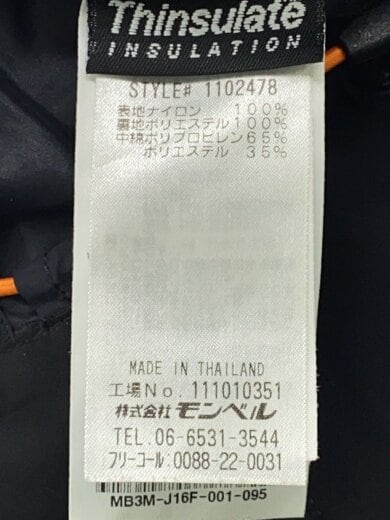 Thinsulate
INSULATION
STYLE# 1102478
表地ナイロン 100%
裏地ポリエステル100%
中綿ポリプロピレン 65%
ポリエステル 35%
MADE IN THAILAND
工場No. 111010351
株式会社 モンベル
TEL. 06-6531-3544
フリーコール:0088-22-0031
MB3M-J16F-001-095